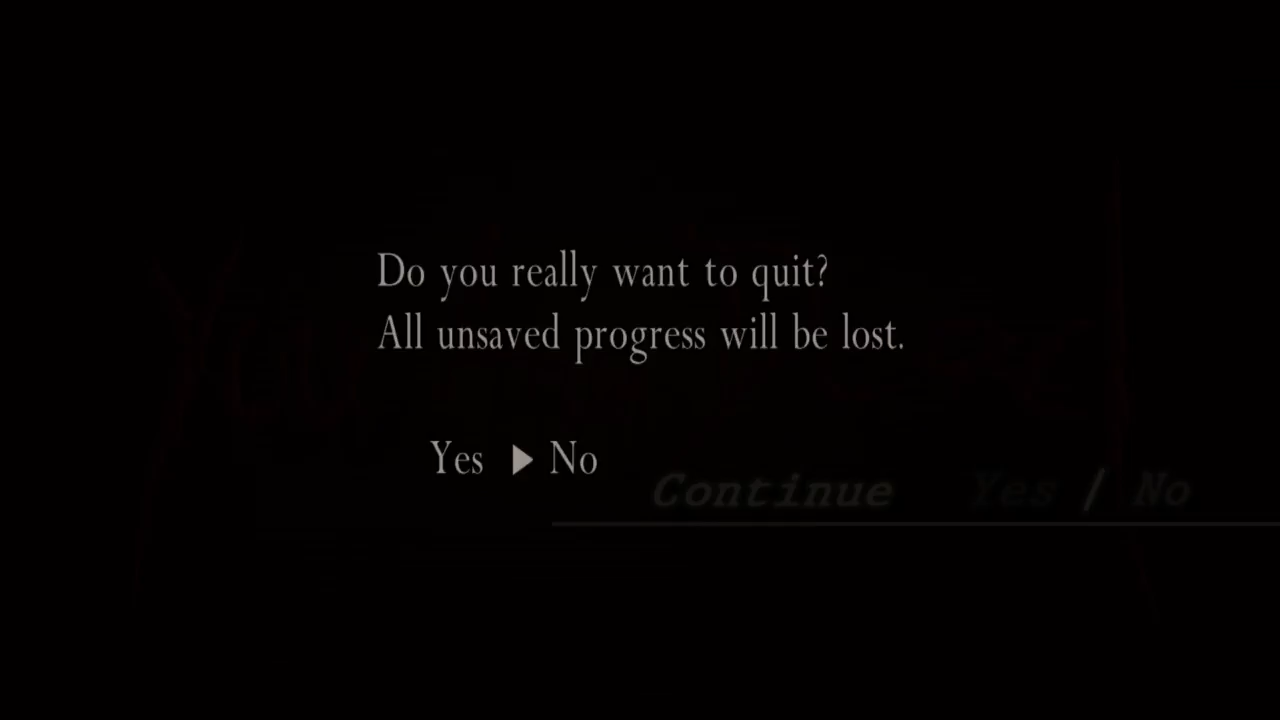 Do you really want to quit?
All unsaved progress will be lost.
Yes ▶ No
Continue Yes / No